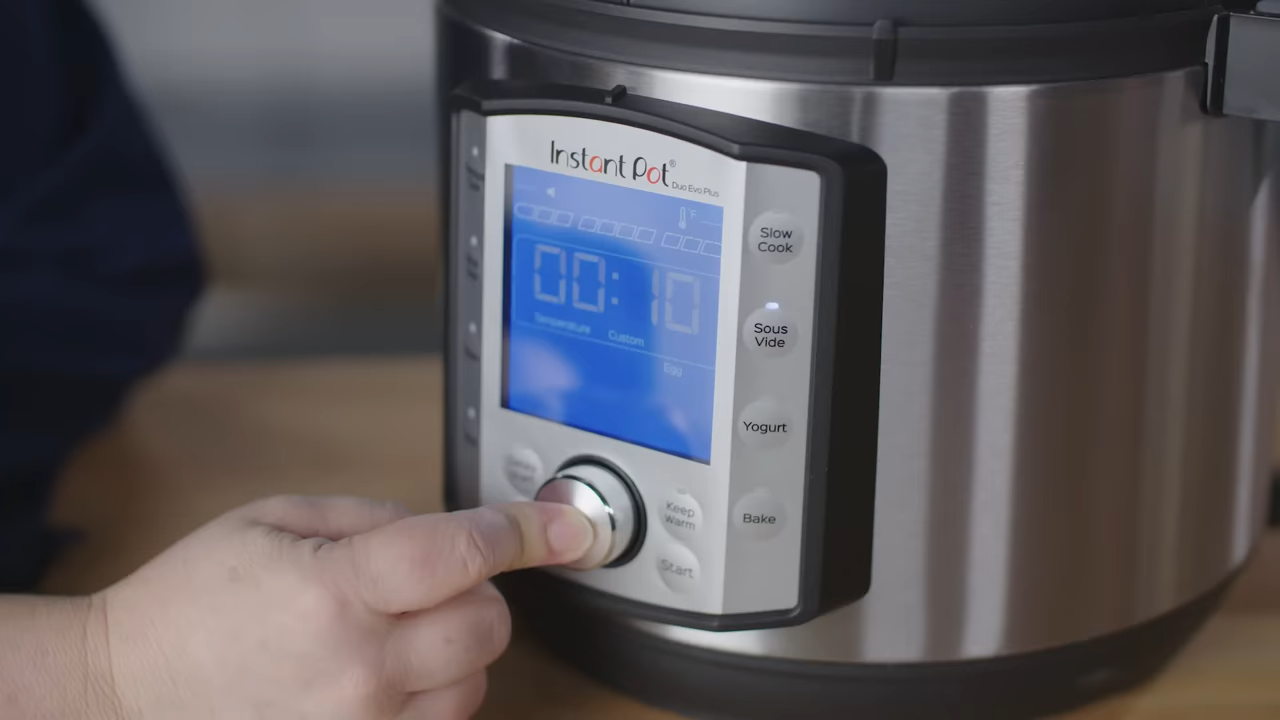 Instant Pot®
Duo Evo Plus
°F
00:10
Temperature
Custom
Egg
Slow
Cook
Sous
Vide
Yogurt
Bake
Keep
Warm
Start